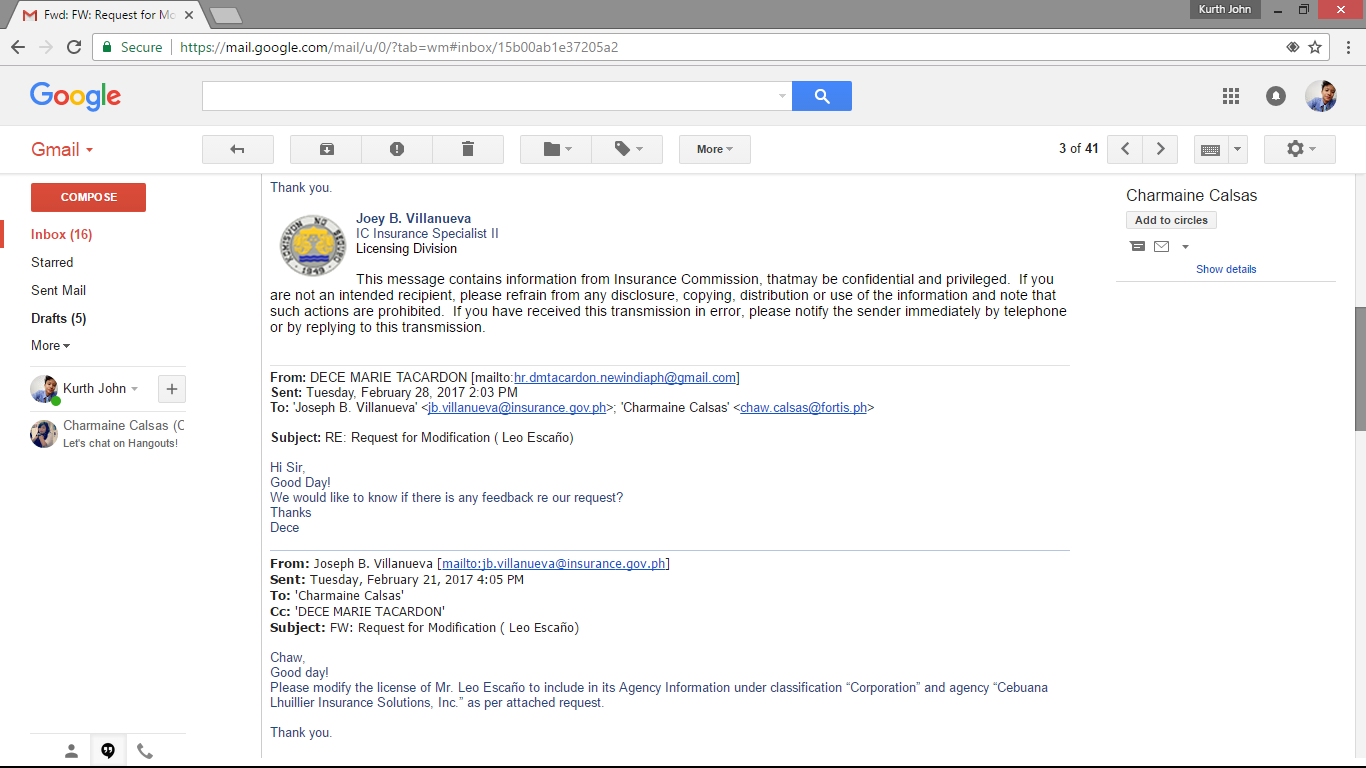 Fwd: FW: Request for Mo
Kurth John
Secure
https://mail.google.com/mail/u/0/?tab=wm#inbox/15b00ab1e37205a2
Google
Gmail
More
3 of 41
COMPOSE
Inbox (16)
Starred
Sent Mail
Drafts (5)
More
Kurth John
Charmaine Calsas (C
Let's chat on Hangouts!
Thank you.
KOMISYON NG SEGURO
1949
Joey B. Villanueva
IC Insurance Specialist II
Licensing Division
This message contains information from Insurance Commission, thatmay be confidential and privileged.  If you
are not an intended recipient, please refrain from any disclosure, copying, distribution or use of the information and note that
such actions are prohibited.  If you have received this transmission in error, please notify the sender immediately by telephone
or by replying to this transmission.
From: DECE MARIE TACARDON [mailto:hr.dmtacardon.newindiaph@gmail.com]
Sent: Tuesday, February 28, 2017 2:03 PM
To: 'Joseph B. Villanueva' <jb.villanueva@insurance.gov.ph>; 'Charmaine Calsas' <chaw.calsas@fortis.ph>
Subject: RE: Request for Modification ( Leo Escaño)
Hi Sir,
Good Day!
We would like to know if there is any feedback re our request?
Thanks
Dece
From: Joseph B. Villanueva [mailto:jb.villanueva@insurance.gov.ph]
Sent: Tuesday, February 21, 2017 4:05 PM
To: 'Charmaine Calsas'
Cc: 'DECE MARIE TACARDON'
Subject: FW: Request for Modification ( Leo Escaño)
Chaw,
Good day!
Please modify the license of Mr. Leo Escaño to include in its Agency Information under classification “Corporation” and agency “Cebuana
Lhuillier Insurance Solutions, Inc.” as per attached request.
Thank you.
Charmaine Calsas
Add to circles
Show details